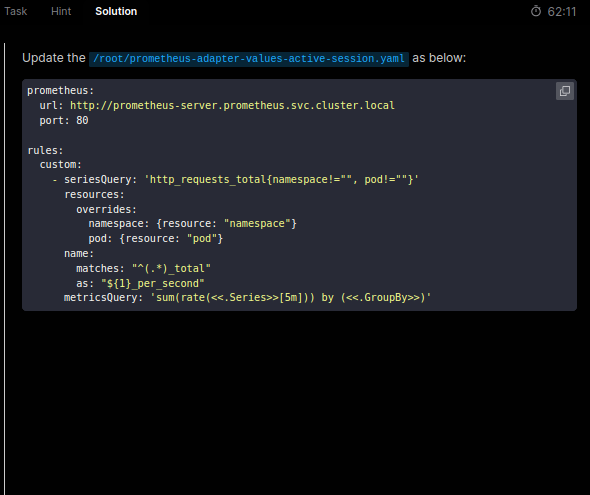 Task Hint Solution 62:11
Update the /root/prometheus-adapter-values-active-session.yaml as below:
prometheus:
  url: http://prometheus-server.prometheus.svc.cluster.local
  port: 80

rules:
  custom:
    - seriesQuery: 'http_requests_total{namespace!="", pod!=""}'
      resources:
        overrides:
          namespace: {resource: "namespace"}
          pod: {resource: "pod"}
      name:
        matches: "^(.*)_total"
        as: "${1}_per_second"
      metricsQuery: 'sum(rate(<<.Series>>[5m])) by (<<.GroupBy>>)'